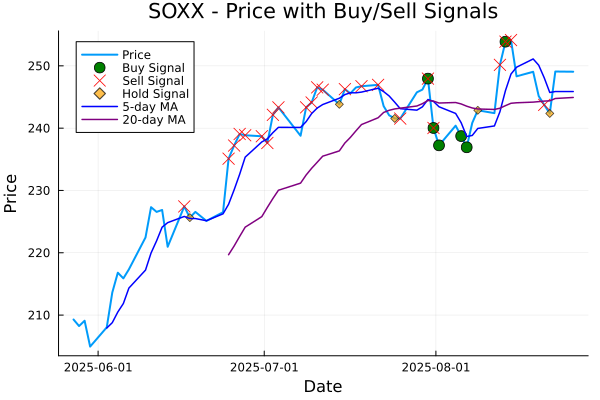 SOXX - Price with Buy/Sell Signals
Price
Buy Signal
Sell Signal
Hold Signal
5-day MA
20-day MA
250
240
230
220
210
Price
2025-06-01
2025-07-01
2025-08-01
Date